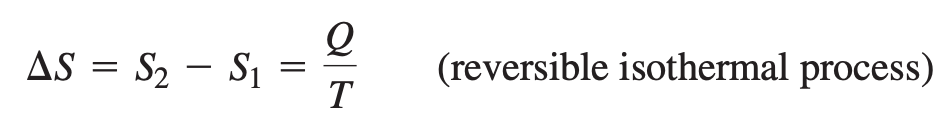 ΔS = S₂ − S₁ = Q/T (reversible isothermal process)